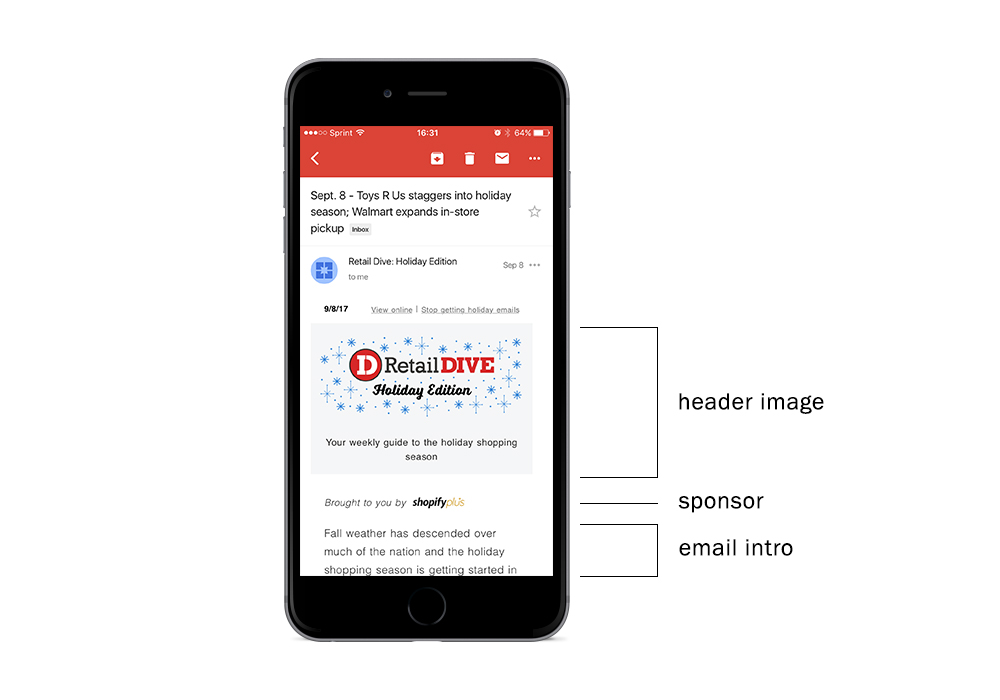 Sprint 16:31 64%
Sept. 8 - Toys R Us staggers into holiday
season; Walmart expands in-store
pickup Inbox
Retail Dive: Holiday Edition Sep 8
to me
9/8/17 View online | Stop getting holiday emails
D RetailDIVE
Holiday Edition
Your weekly guide to the holiday shopping
season
Brought to you by shopifyplus
Fall weather has descended over
much of the nation and the holiday
shopping season is getting started in
header image
sponsor
email intro